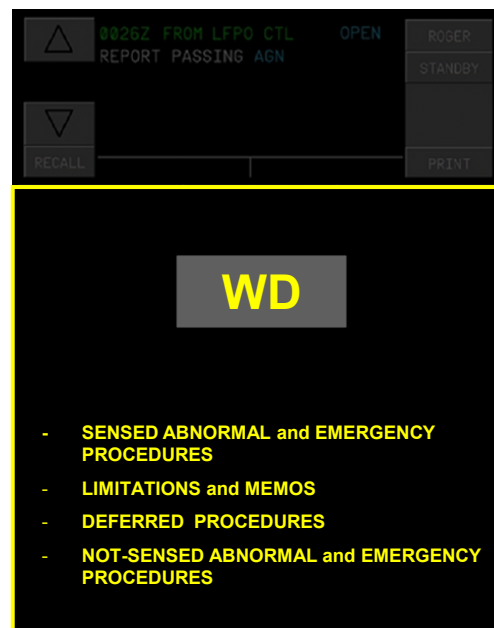 0026Z FROM LFPO CTL OPEN
REPORT PASSING AGN
ROGER
STANDBY
RECALL
PRINT
WD
- SENSED ABNORMAL and EMERGENCY
PROCEDURES
- LIMITATIONS and MEMOS
- DEFERRED PROCEDURES
- NOT-SENSED ABNORMAL and EMERGENCY
PROCEDURES